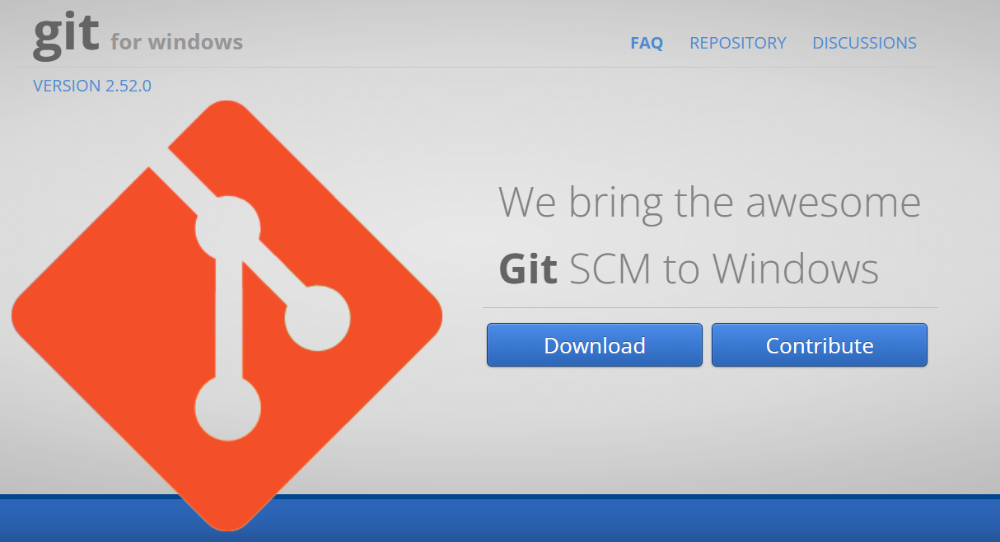 git for windows
FAQ REPOSITORY DISCUSSIONS
VERSION 2.52.0
We bring the awesome
Git SCM to Windows
Download Contribute